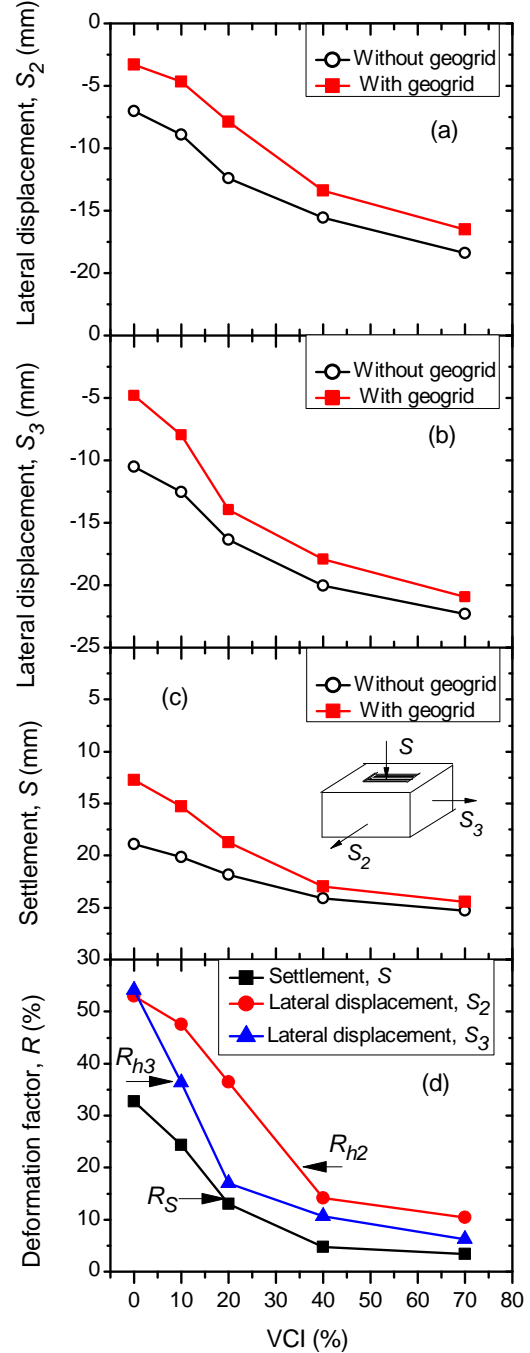 0
-5
-10
-15
-20
Lateral displacement, S2 (mm)
Without geogrid
With geogrid
(a)
0
-5
-10
-15
-20
-25
Lateral displacement, S3 (mm)
Without geogrid
With geogrid
(b)
5
10
15
20
25
30
Settlement, S (mm)
(c)
Without geogrid
With geogrid
S
S3
S2
50
40
30
20
10
0
Deformation factor, R (%)
Settlement, S
Lateral displacement, S2
Lateral displacement, S3
(d)
Rh3
Rh2
RS
0 10 20 30 40 50 60 70 80
VCI (%)